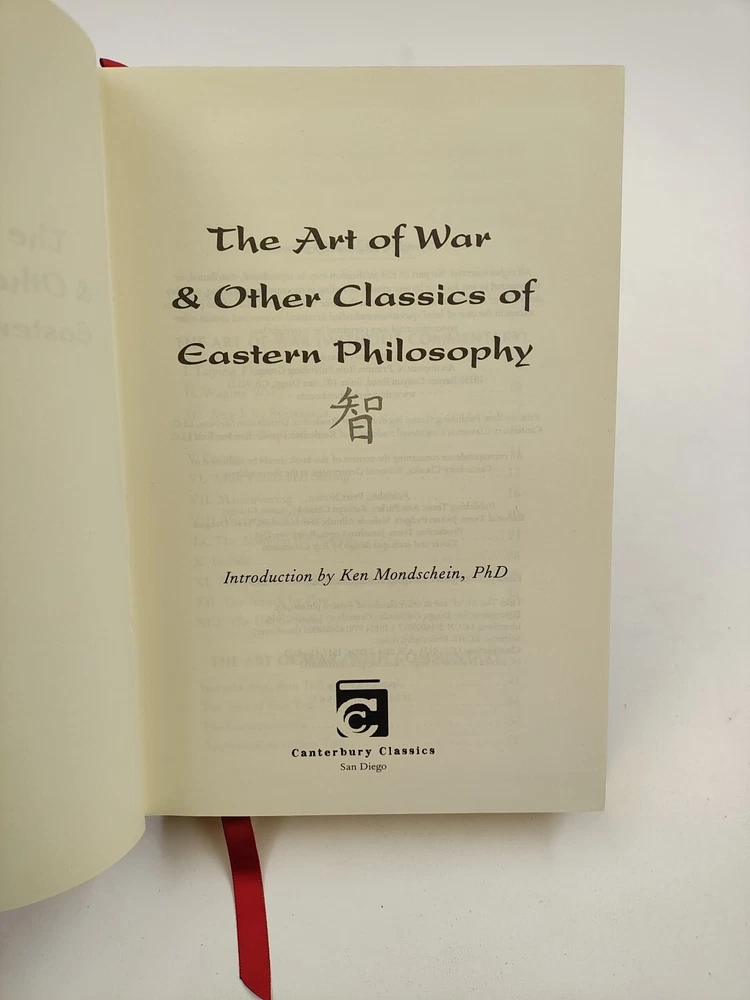 The Art of War
& Other Classics of
Eastern Philosophy
智
Introduction by Ken Mondschein, PhD
Canterbury Classics
San Diego